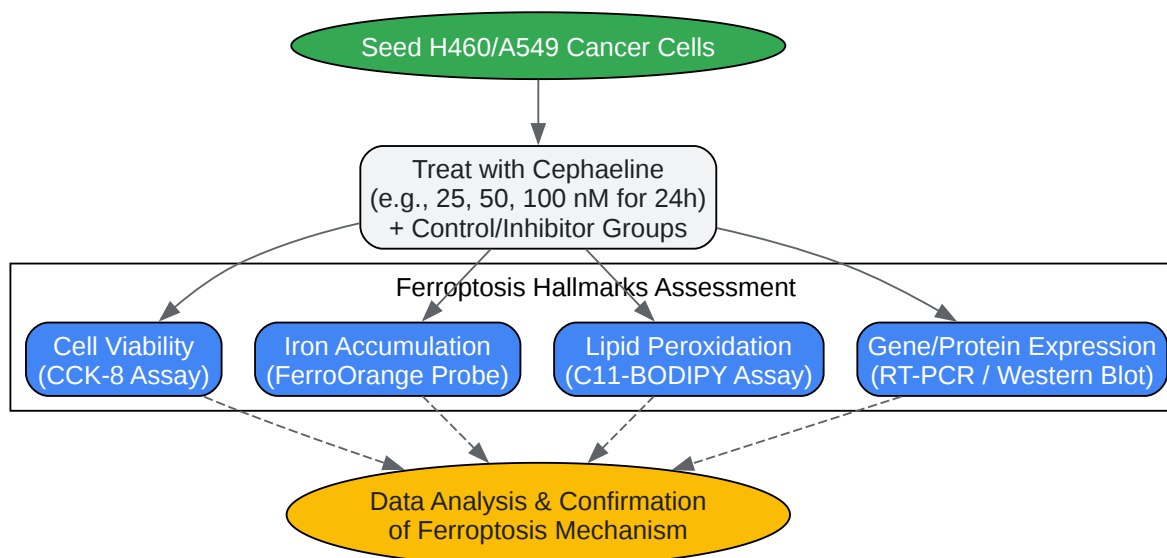 Seed H460/A549 Cancer Cells
Treat with Cephaeline
(e.g., 25, 50, 100 nM for 24h)
+ Control/Inhibitor Groups
Ferroptosis Hallmarks Assessment
Cell Viability
(CCK-8 Assay)
Iron Accumulation
(FerroOrange Probe)
Lipid Peroxidation
(C11-BODIPY Assay)
Gene/Protein Expression
(RT-PCR / Western Blot)
Data Analysis & Confirmation
of Ferroptosis Mechanism